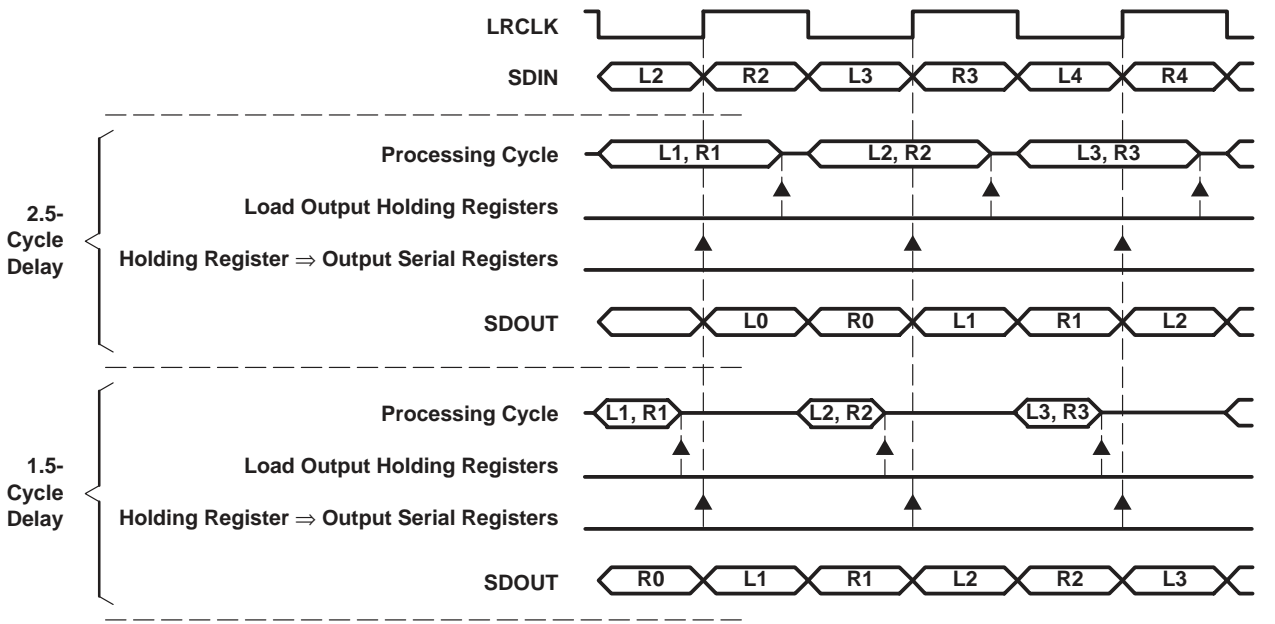 LRCLK
SDIN
L2 R2 L3 R3 L4 R4
2.5-
Cycle
Delay
Processing Cycle
L1, R1 L2, R2 L3, R3
Load Output Holding Registers
Holding Register ⇒ Output Serial Registers
SDOUT
L0 R0 L1 R1 L2
1.5-
Cycle
Delay
Processing Cycle
L1, R1 L2, R2 L3, R3
Load Output Holding Registers
Holding Register ⇒ Output Serial Registers
SDOUT
R0 L1 R1 L2 R2 L3